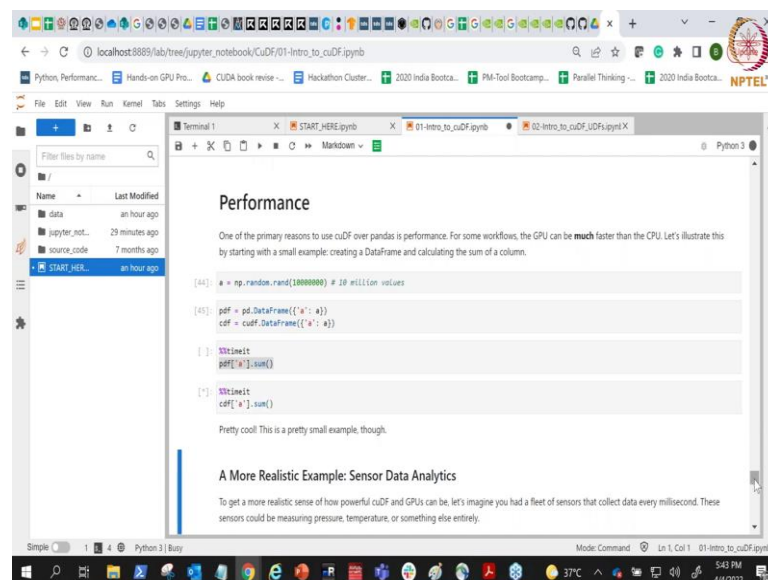 localhost:8889/lab/tree/jupyter_notebook/CuDF/01-Intro_to_cuDF.ipynb
Python, Performanc... Hands-on GPU Pro... CUDA book revise -... Hackathon Cluster... 2020 India Bootca... PM-Tool Bootcamp... Parallel Thinking -... 2020 India Bootca...
NPTEL
File Edit View Run Kernel Tabs Settings Help
Terminal 1 START_HERE.ipynb 01-Intro_to_cuDF.ipynb 02-Intro_to_cuDF_UDFs.ipynb
Markdown Python 3
Filter files by name
/
Name Last Modified
data an hour ago
jupyter_not... 29 minutes ago
source_code 7 months ago
START_HER... an hour ago
Performance
One of the primary reasons to use cuDF over pandas is performance. For some workflows, the GPU can be much faster than the CPU. Let's illustrate this
by starting with a small example: creating a DataFrame and calculating the sum of a column.
[44]: a = np.random.rand(10000000) # 10 million values
[45]: pdf = pd.DataFrame({'a': a})
cdf = cudf.DataFrame({'a': a})
[ ]: %%timeit
pdf['a'].sum()
[*]: %%timeit
cdf['a'].sum()
Pretty cool! This is a pretty small example, though.
A More Realistic Example: Sensor Data Analytics
To get a more realistic sense of how powerful cuDF and GPUs can be, let's imagine you had a fleet of sensors that collect data every millisecond. These
sensors could be measuring pressure, temperature, or something else entirely.
Simple 1 4 Python 3 | Busy Mode: Command Ln 1, Col 1 01-Intro_to_cuDF.ipyn
37°C 5:43 PM
4/4/2022